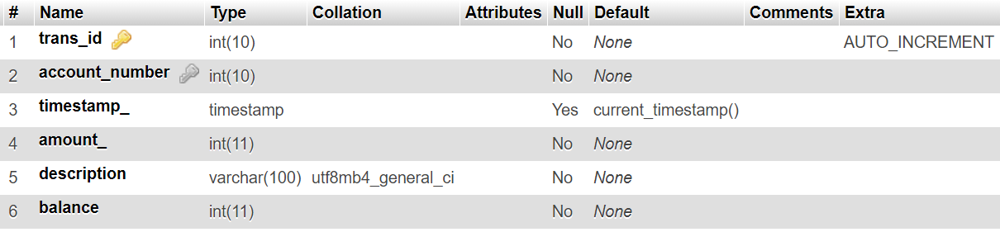 # Name Type Collation Attributes Null Default Comments Extra
1 trans_id int(10) No None AUTO_INCREMENT
2 account_number int(10) No None
3 timestamp_ timestamp Yes current_timestamp()
4 amount_ int(11) No None
5 description varchar(100) utf8mb4_general_ci No None
6 balance int(11) No None